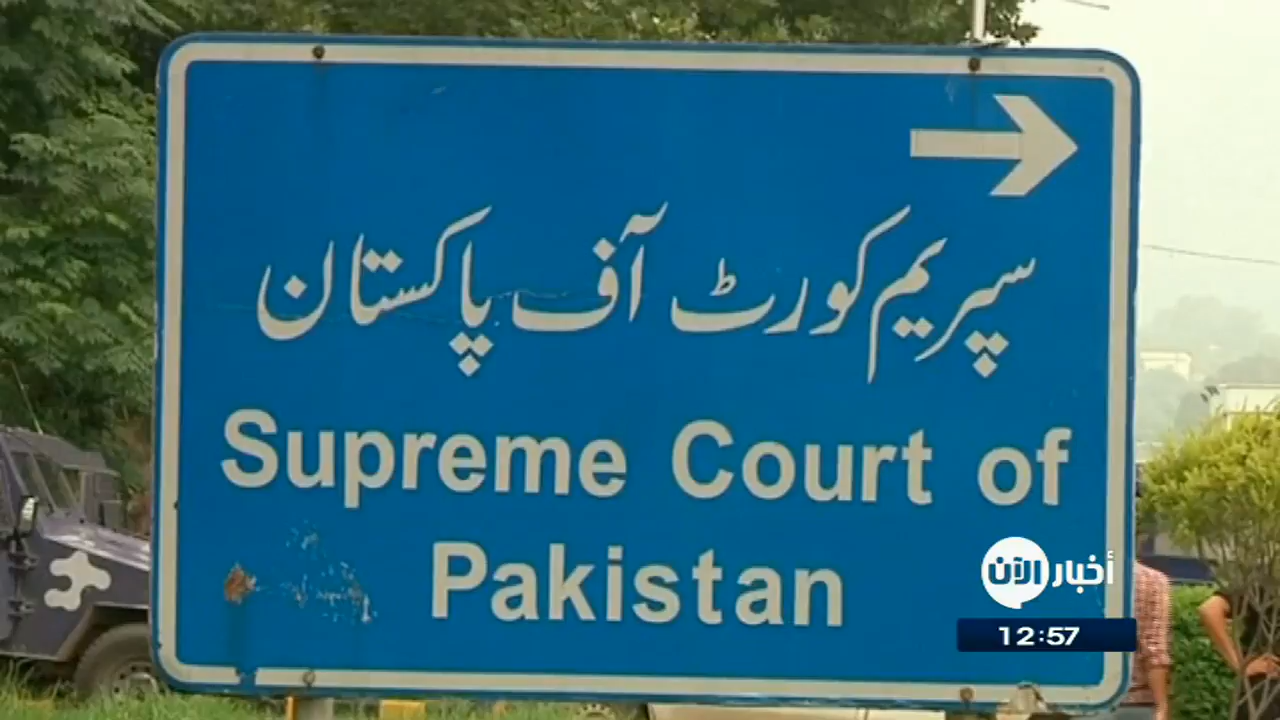 سپریم کورٹ آف پاکستان
Supreme Court of
Pakistan
أخبار الآن
12:57